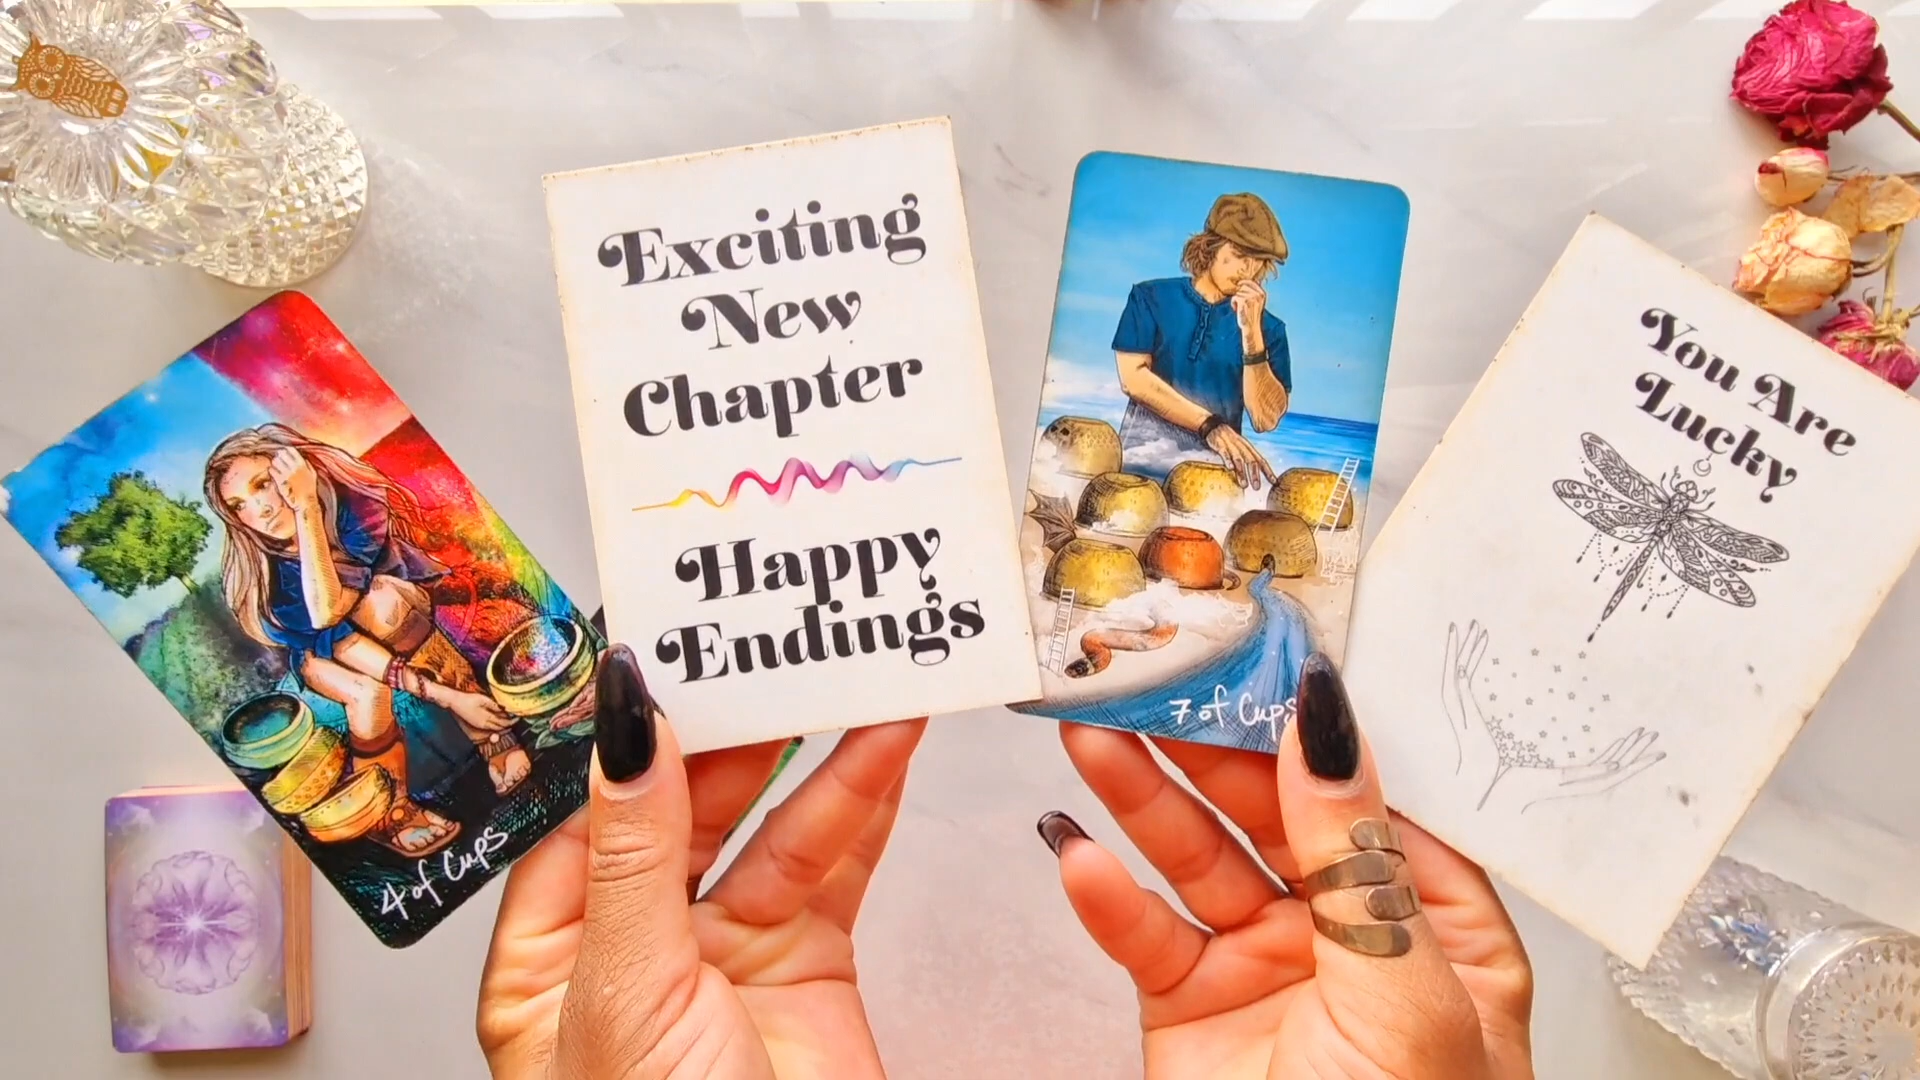 Exciting
New
Chapter
Happy
Endings
4 of Cups
7 of Cups
You Are
Lucky